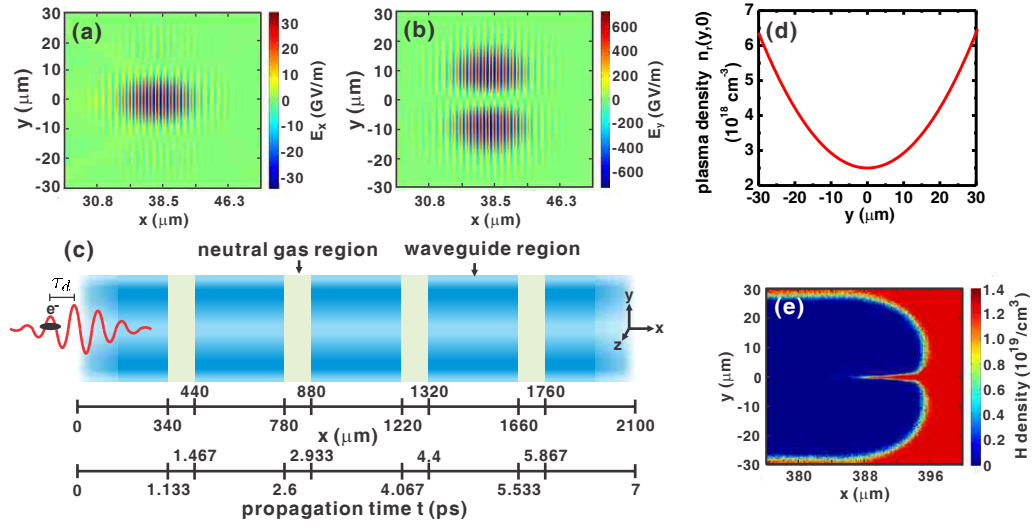 (a)
30
20
10
0
-10
-20
-30
y (μm)
30.8 38.5 46.3
x (μm)
30
20
10
0
-10
-20
-30
E_x (GV/m)
(b)
30
20
10
0
-10
-20
-30
y (μm)
30.8 38.5 46.3
x (μm)
600
400
200
0
-200
-400
-600
E_y (GV/m)
(d)
7
6
5
4
3
2
plasma density n_r(y,0)
(10^18 cm^-3)
-30 -20 -10 0 10 20 30
y (μm)
(c)
neutral gas region
waveguide region
τ_d
e^-
y
x
z
440 880 1320 1760
0 340 780 1220 1660 2100
x (μm)
1.467 2.933 4.4 5.867
0 1.133 2.6 4.067 5.533 7
propagation time t (ps)
(e)
30
20
10
0
-10
-20
-30
y (μm)
380 388 396
x (μm)
1.4
1.2
1.0
0.8
0.6
0.4
0.2
0
H density (10^19/cm^3)